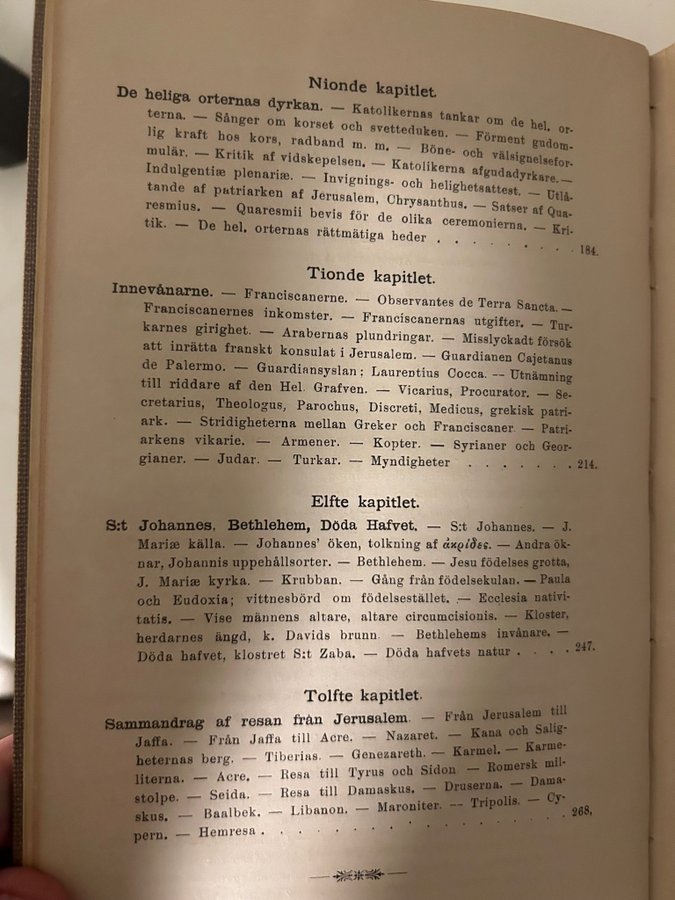 Nionde kapitlet.
De heliga orternas dyrkan. — Katolikernas tankar om de hel. or-
terna. — Sånger om korset och svetteduken. — Förment gudom-
lig kraft hos kors, radband m. m. — Böne- och välsignelsefor-
mulär. — Kritik af vidskepelsen. — Katolikerna afgudadyrkare. —
Indulgentiæ plenariæ. — Invignings- och helighetsattest. — Utlå-
tande af patriarken af Jerusalem, Chrysanthus. — Satser af Qua-
resmius. — Quaresmii bevis för de olika ceremonierna. — Kri-
tik. — De hel. orternas rättmätiga heder . . . . . . . . 184.
Tionde kapitlet.
Innevånarne. — Franciscanerne. — Observantes de Terra Sancta. —
Franciscanernes inkomster. — Franciscanernas utgifter. — Tur-
karnes girighet. — Arabernas plundringar. — Misslyckadt försök
att inrätta franskt konsulat i Jerusalem. — Guardianen Cajetanus
de Palermo. — Guardiansyslan; Laurentius Cocca. — Utnämning
till riddare af den Hel. Grafven. — Vicarius, Procurator. — Se-
cretarius, Theologus, Parochus, Discreti, Medicus, grekisk patri-
ark. — Stridigheterna mellan Greker och Franciscaner. — Patri-
arkens vikarie. — Armener. — Kopter. — Syrianer och Geor-
gianer. — Judar. — Turkar. — Myndigheter . . . . . . . 214.
Elfte kapitlet.
S:t Johannes, Bethlehem, Döda Hafvet. — S:t Johannes. — J.
Mariæ källa. — Johannes' öken, tolkning af ἀκρίδες. — Andra ök-
nar, Johannis uppehållsorter. — Bethlehem. — Jesu födelses grotta,
J. Mariæ kyrka. — Krubban. — Gång från födelsekulan. — Paula
och Eudoxia; vittnesbörd om födelsestället. — Ecclesia nativi-
tatis. — Vise männens altare, altare circumcisionis. — Kloster,
herdarnes ängd, k. Davids brunn. — Bethlehems invånare. —
Döda hafvet, klostret S:t Zaba. — Döda hafvets natur . . . . 247.
Tolfte kapitlet.
Sammandrag af resan från Jerusalem. — Från Jerusalem till
Jaffa. — Från Jaffa till Acre. — Nazaret. — Kana och Salig-
heternas berg. — Tiberias. — Genezareth. — Karmel. — Karme-
literna. — Acre. — Resa till Tyrus och Sidon. — Romersk mil-
stolpe. — Seida. — Resa till Damaskus. — Druserna. — Dama-
skus. — Baalbek. — Libanon. — Maroniter. — Tripolis. — Cy-
pern. — Hemresa . . . . . . . . . . . . . . 268.